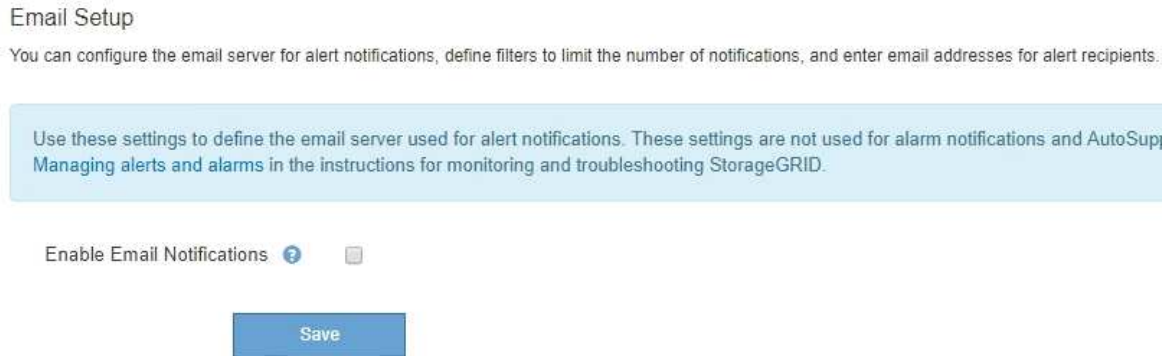 Email Setup
You can configure the email server for alert notifications, define filters to limit the number of notifications, and enter email addresses for alert recipients.
Use these settings to define the email server used for alert notifications. These settings are not used for alarm notifications and
Managing alerts and alarms in the instructions for monitoring and troubleshooting StorageGRID.
Enable Email Notifications ?
Save